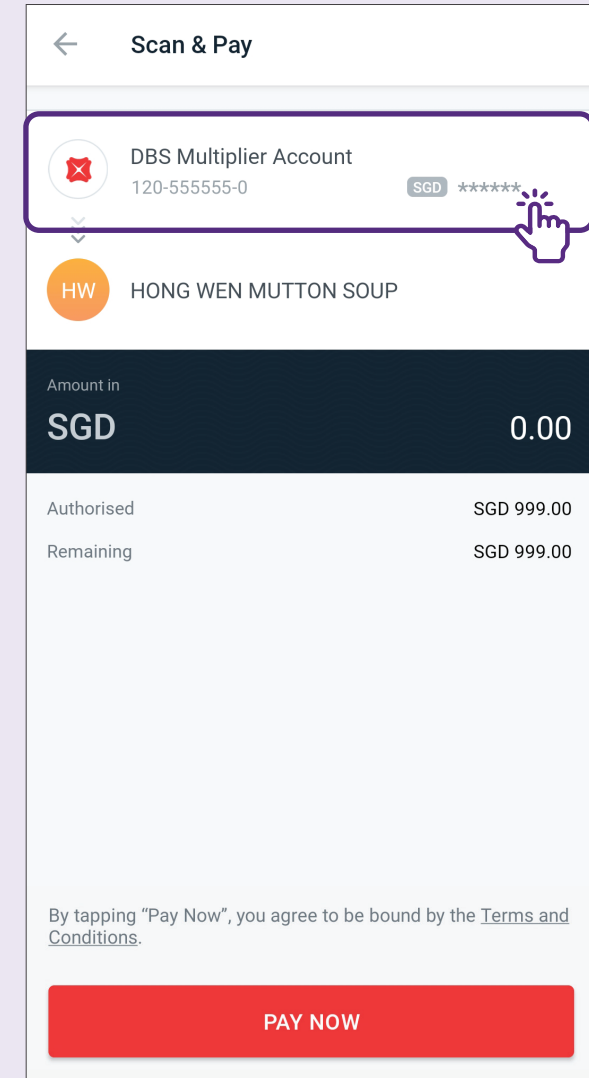 Scan & Pay
DBS Multiplier Account
120-555555-0 SGD ******
HW HONG WEN MUTTON SOUP
Amount in
SGD 0.00
Authorised SGD 999.00
Remaining SGD 999.00
By tapping “Pay Now”, you agree to be bound by the Terms and
Conditions.
PAY NOW